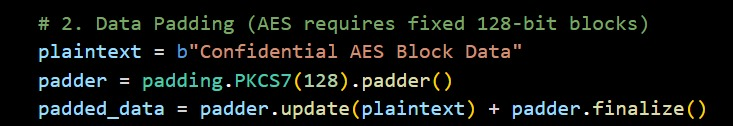 # 2. Data Padding (AES requires fixed 128-bit blocks)
plaintext = b"Confidential AES Block Data"
padder = padding.PKCS7(128).padder()
padded_data = padder.update(plaintext) + padder.finalize()